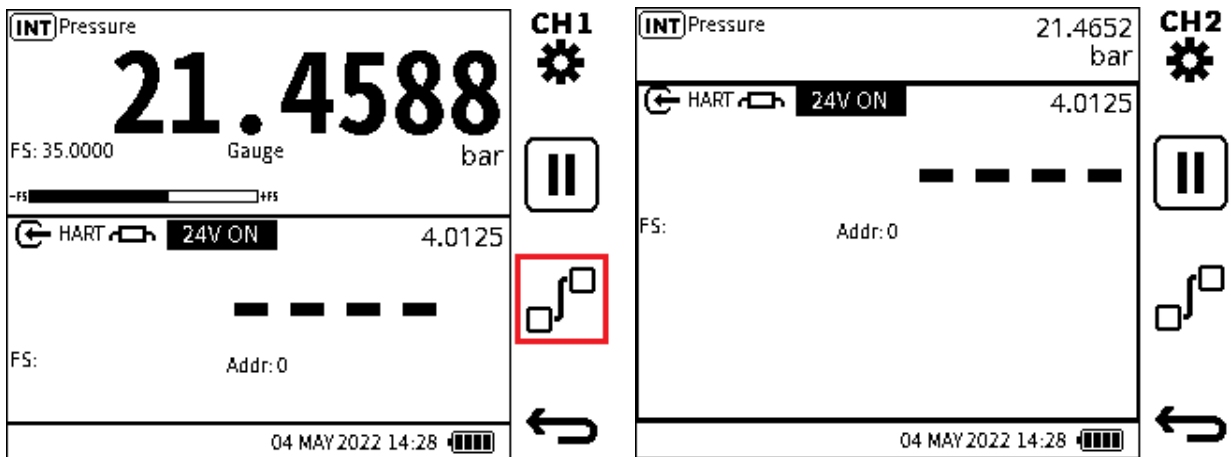 INT Pressure
21.4588
FS: 35.0000 Gauge bar
-FS +FS
HART 24V ON 4.0125
- - - -
FS: Addr: 0
04 MAY 2022 14:28
CH1
INT Pressure 21.4652
bar
HART 24V ON 4.0125
- - - -
FS: Addr: 0
04 MAY 2022 14:28
CH2